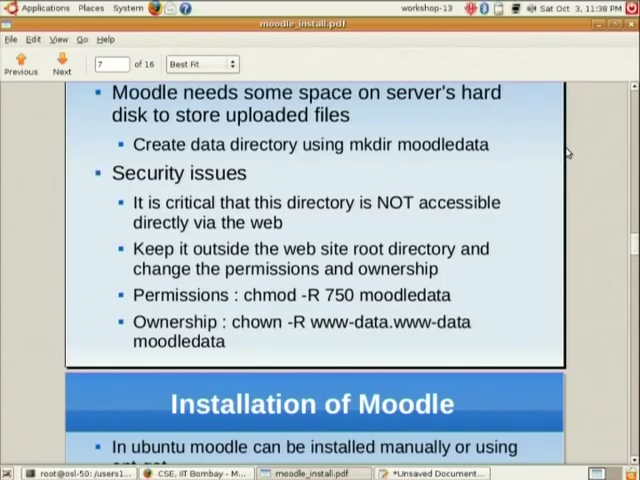 Applications Places System workshop-13 Sat Oct 3, 11:38 PM
moodle_install.pdf
File Edit View Go Help
Previous Next 7 of 16 Best Fit
Moodle needs some space on server's hard
disk to store uploaded files
Create data directory using mkdir moodledata
Security issues
It is critical that this directory is NOT accessible
directly via the web
Keep it outside the web site root directory and
change the permissions and ownership
Permissions : chmod -R 750 moodledata
Ownership : chown -R www-data.www-data
moodledata
Installation of Moodle
In ubuntu moodle can be installed manually or using
root@osl-50: /users1... CSE, IIT Bombay - M... moodle_install.pdf *Unsaved Document...